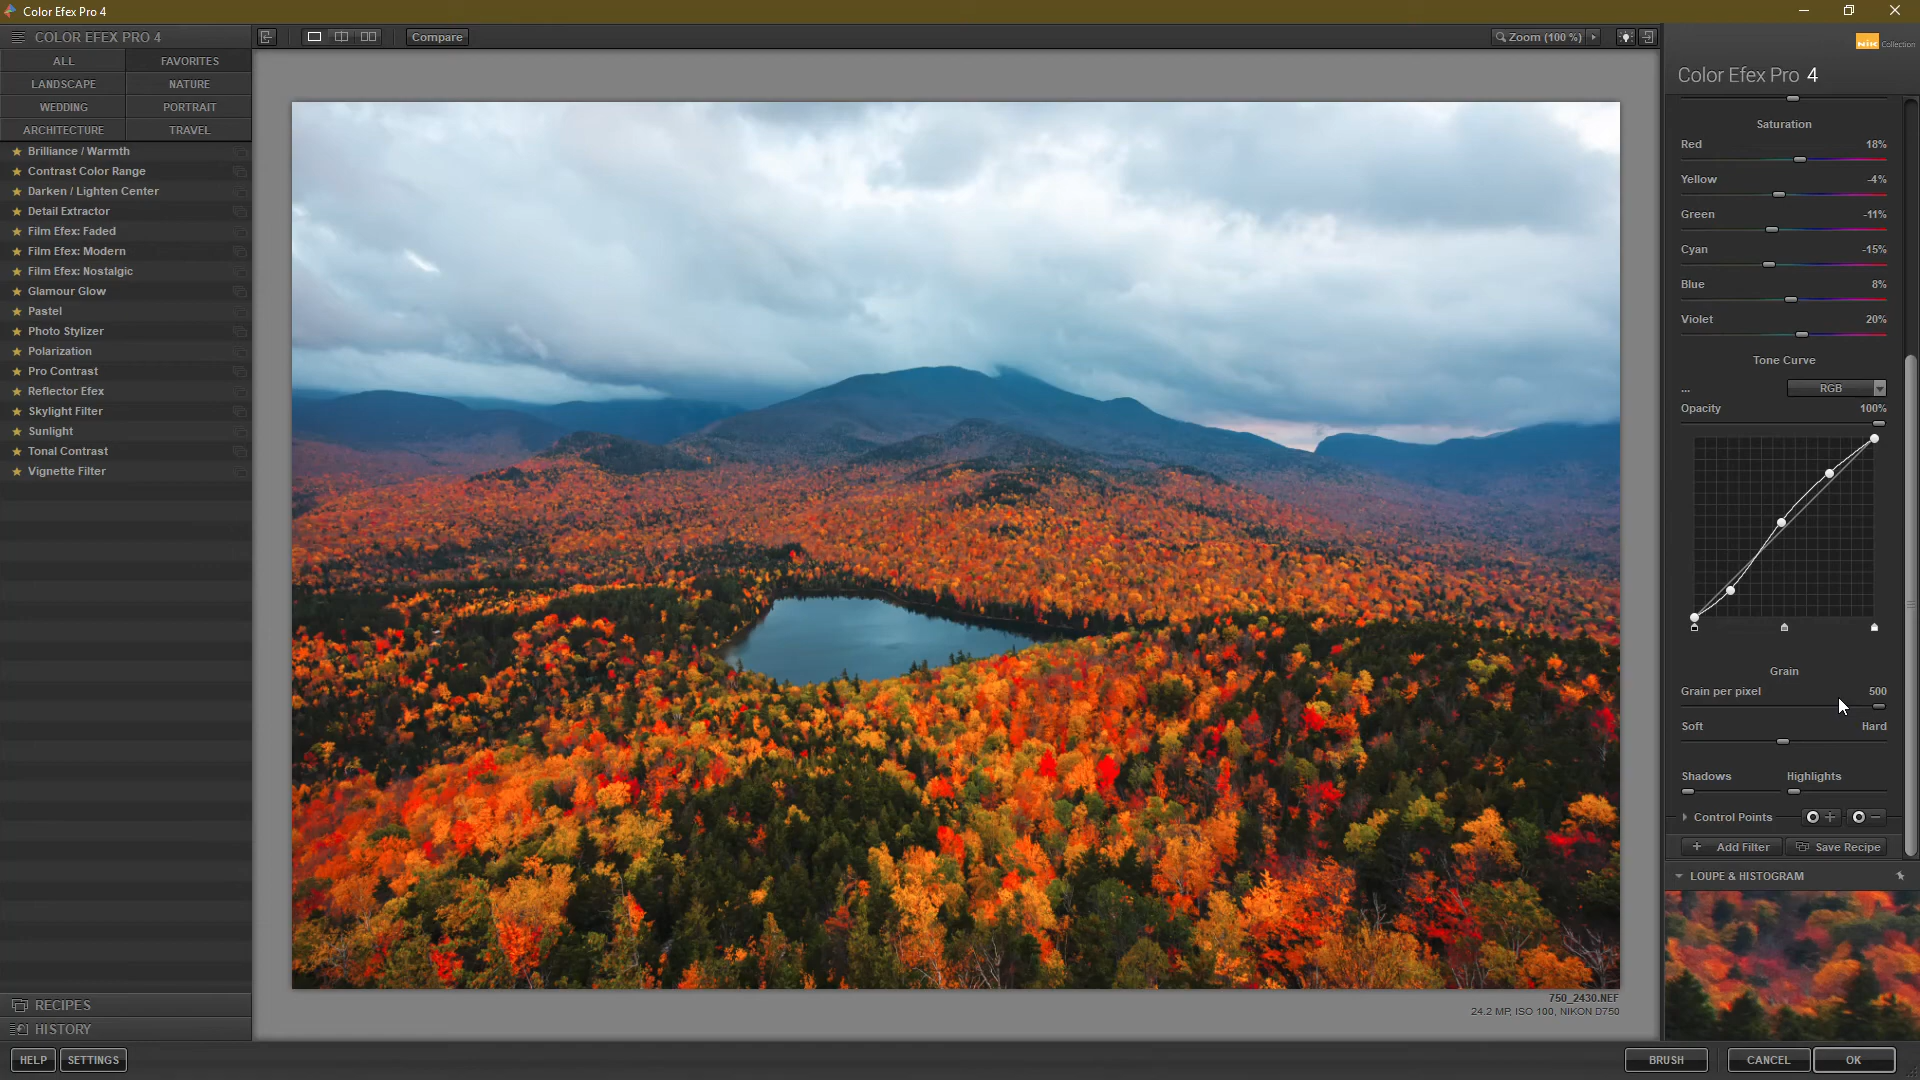 Color Efex Pro 4
COLOR EFEX PRO 4
ALL
FAVORITES
LANDSCAPE
NATURE
WEDDING
PORTRAIT
ARCHITECTURE
TRAVEL
Brilliance / Warmth
Contrast Color Range
Darken / Lighten Center
Detail Extractor
Film Efex: Faded
Film Efex: Modern
Film Efex: Nostalgic
Glamour Glow
Pastel
Photo Stylizer
Polarization
Pro Contrast
Reflector Efex
Skylight Filter
Sunlight
Tonal Contrast
Vignette Filter
RECIPES
HISTORY
HELP
SETTINGS
Compare
Zoom (100 %)
750_2430.NEF
24.2 MP, ISO 100, NIKON D750
Nik Collection
Color Efex Pro 4
Saturation
Red 18%
Yellow -4%
Green -11%
Cyan -15%
Blue 8%
Violet 20%
Tone Curve
... RGB
Opacity 100%
Grain
Grain per pixel 500
Soft Hard
Shadows Highlights
Control Points
+ Add Filter
Save Recipe
LOUPE & HISTOGRAM
BRUSH
CANCEL
OK